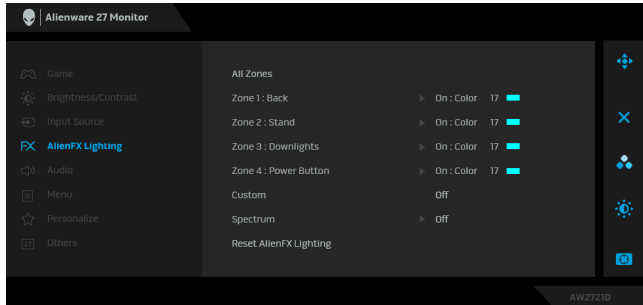 Alienware 27 Monitor
Game
Brightness/Contrast
Input Source
FX AlienFX Lighting
Audio
Menu
Personalize
Others
All Zones
Zone 1 : Back On : Color 17
Zone 2 : Stand On : Color 17
Zone 3 : Downlights On : Color 17
Zone 4 : Power Button On : Color 17
Custom Off
Spectrum Off
Reset AlienFX Lighting
AW2721D